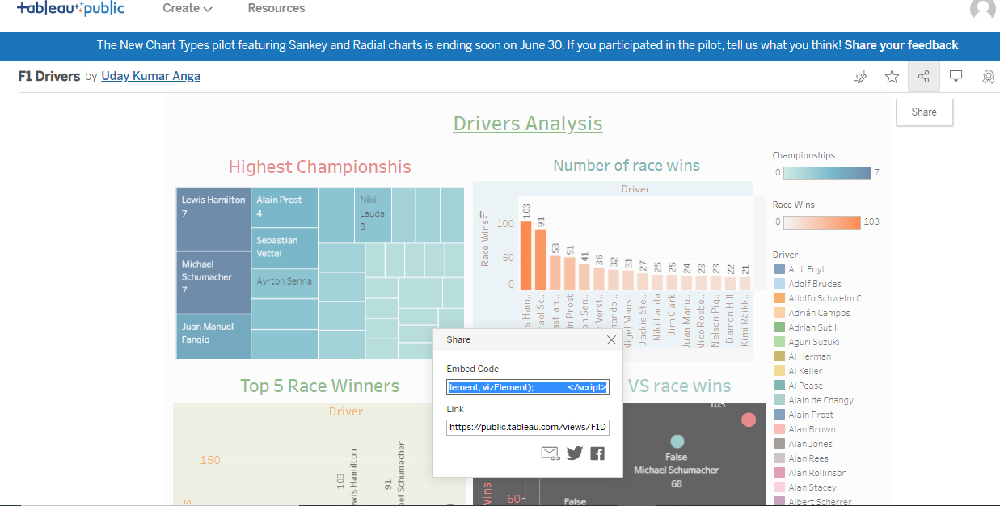 +ableau public
Create
Resources
The New Chart Types pilot featuring Sankey and Radial charts is ending soon on June 30. If you participated in the pilot, tell us what you think! Share your feedback
F1 Drivers by Uday Kumar Anga
Share
Drivers Analysis
Highest Championshis
Lewis Hamilton
7
Michael
Schumacher
7
Juan Manuel
Fangio
Alain Prost
4
Sebastian
Vettel
Ayrton Senna
Niki
Lauda
3
Number of race wins
Driver
Race Wins
100
50
0
103
91
53
51
41
36
32
31
27
25
25
24
23
23
22
21
s Ham..
ael Sc..
astian ..
in Prost
on Sen..
x Verst..
nando ..
Nigel Mans..
Jackie Ste..
Niki Lauda
Jim Clark
Juan Manu..
Nico Rosbe..
Nelson Piq..
Damon Hill
Kimi Räikk..
Championships
0
7
Race Wins
0
103
Driver
A. J. Foyt
Adolf Brudes
Adolfo Schwelm C...
Adrián Campos
Adrian Sutil
Aguri Suzuki
Al Herman
Al Keller
Al Pease
Alain de Changy
Alain Prost
Alan Brown
Alan Jones
Alan Rees
Alan Rollinson
Alan Stacey
Albert Scherrer
Top 5 Race Winners
Driver
150
103
wis Hamilton
91
ael Schumacher
Share
Embed Code
lement, vizElement); </script>
Link
https://public.tableau.com/views/F1D
VS race wins
103
False
Michael Schumacher
68
Wins
60
False